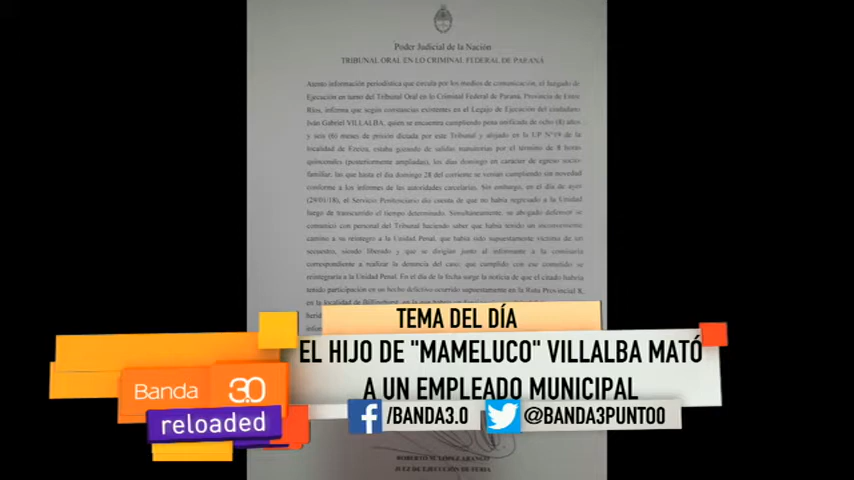 Poder Judicial de la Nación
TRIBUNAL ORAL EN LO CRIMINAL FEDERAL DE PARANÁ
Atento información periodística que circula por los medios de comunicación, el Juzgado de
Ejecución en turno del Tribunal Oral en lo Criminal Federal de Paraná, Provincia de Entre
Ríos, informa que según constancias existentes en el Legajo de Ejecución del ciudadano
Iván Gabriel VILLALBA, quien se encuentra cumpliendo pena unificada de ocho (8) años
y seis (6) meses de prisión dictada por este Tribunal y alojado en la UP Nº19 de la
localidad de Ezeiza, estaba gozando de salidas transitorias por el término de 8 horas
quincenales (posteriormente ampliadas), los días domingo en carácter de egreso socio-
familiar, las que hasta el día domingo 28 del corriente se venían cumpliendo sin novedad
conforme a los informes de las autoridades carcelarias. Sin embargo, en el día de ayer
(29/01/18), el Servicio Penitenciario dio cuenta de que no había regresado a la Unidad
luego de transcurrido el tiempo determinado. Simultáneamente, su abogado defensor se
comunicó con personal del Tribunal haciendo saber que había tenido un inconveniente
camino a su reintegro a la Unidad Penal, que había sido supuestamente víctima de un
secuestro, siendo liberado y que se dirigían junto al informante a la comisaría
correspondiente a realizar la denuncia del caso; que cumplido con ese cometido se
reintegraría a la Unidad Penal. En el día de la fecha surge la noticia de que el citado habría
tenido participación en un hecho delictivo ocurrido supuestamente en la Ruta Provincial 8,
en la localidad de
TEMA DEL DÍA
EL HIJO DE "MAMELUCO" VILLALBA MATÓ
A UN EMPLEADO MUNICIPAL
Banda 3.0
reloaded
/BANDA3.0 @BANDA3PUNTO0
JUEZ DE EJECUCIÓN DE FERIA